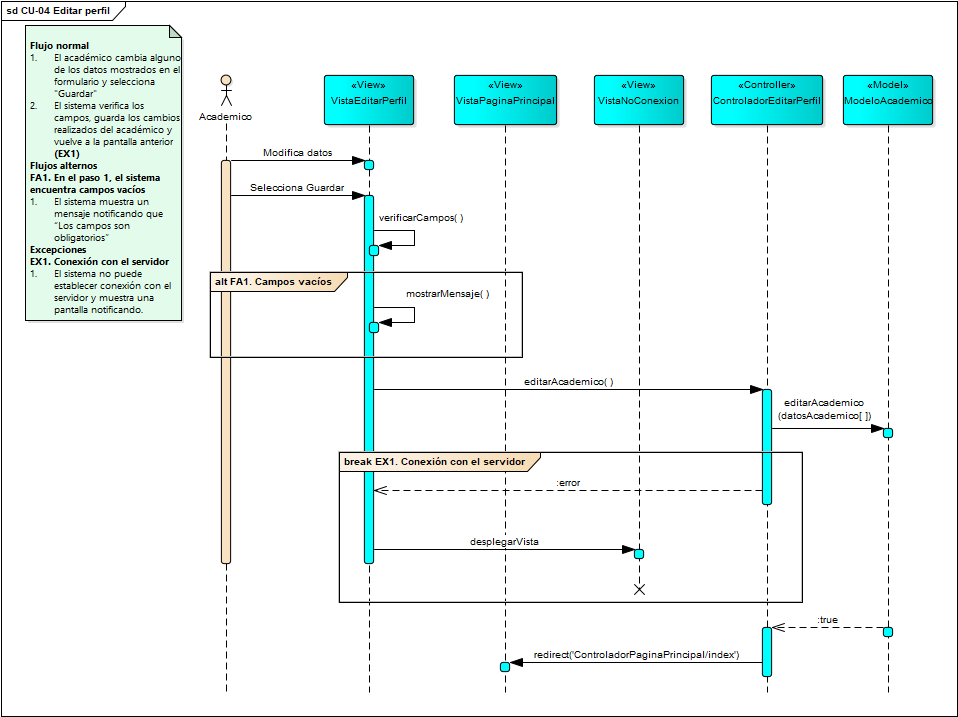 sd CU-04 Editar perfil
Flujo normal
1. El académico cambia alguno
de los datos mostrados en el
formulario y selecciona
"Guardar"
2. El sistema verifica los
campos, guarda los cambios
realizados del académico y
vuelve a la pantalla anterior
(EX1)
Flujos alternos
FA1. En el paso 1, el sistema
encuentra campos vacíos
1. El sistema muestra un
mensaje notificando que
"Los campos son
obligatorios"
Excepciones
EX1. Conexión con el servidor
1. El sistema no puede
establecer conexión con el
servidor y muestra una
pantalla notificando.
Academico
«View»
VistaEditarPerfil
«View»
VistaPaginaPrincipal
«View»
VistaNoConexion
«Controller»
ControladorEditarPerfil
«Model»
ModeloAcademico
Modifica datos
Selecciona Guardar
verificarCampos( )
alt FA1. Campos vacíos
mostrarMensaje( )
editarAcademico( )
editarAcademico
(datosAcademico[ ])
break EX1. Conexión con el servidor
:error
desplegarVista
:true
redirect('ControladorPaginaPrincipal/index')